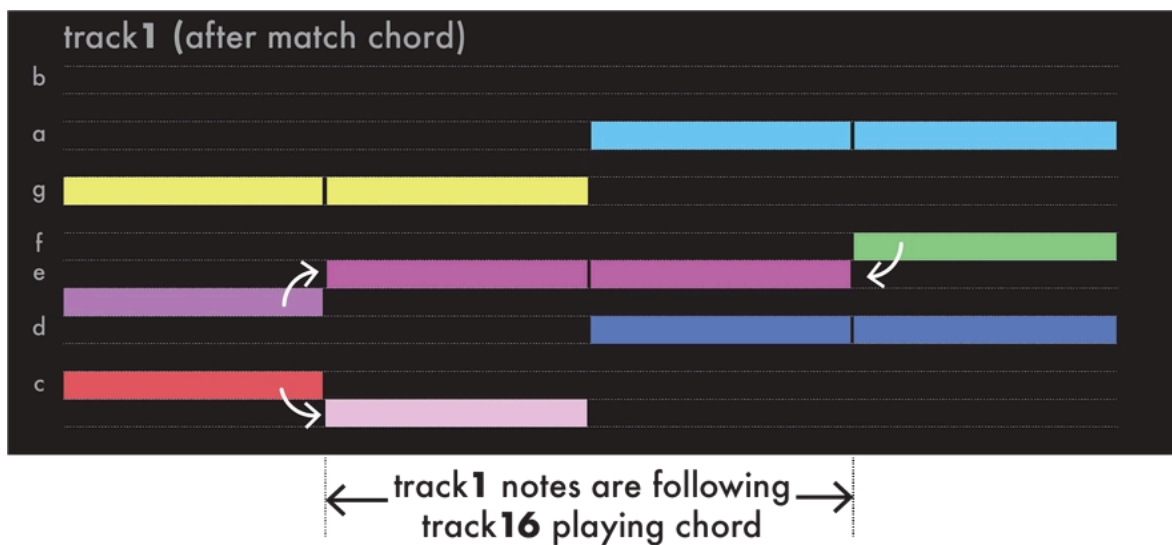 track1 (after match chord)
b
a
g
f
e
d
c
track1 notes are following
track16 playing chord